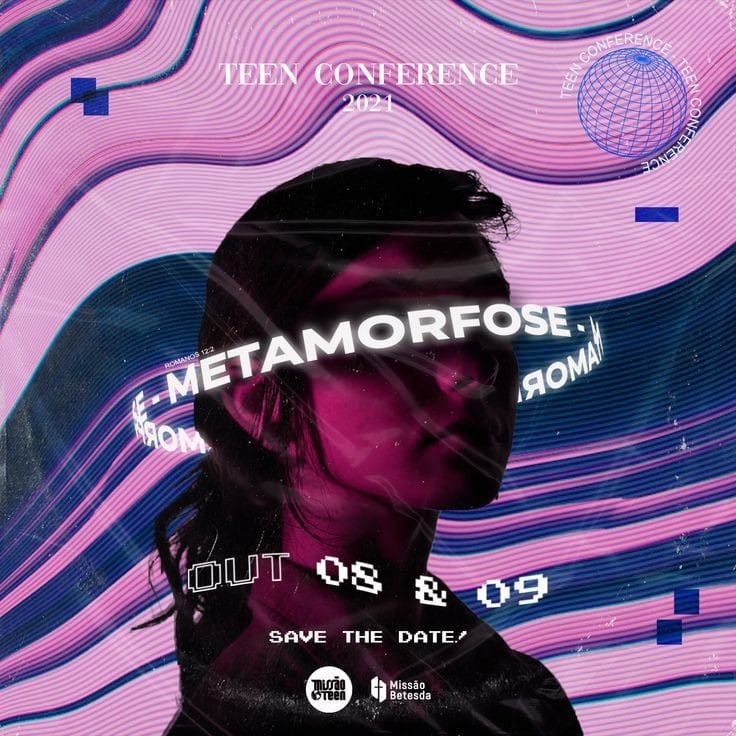 TEEN CONFERENCE
2021
TEEN CONFERENCE - TEEN CONFERENCE
ROMANOS 12:2
SE - METAMORFOSE -
OUT 08 & 09
SAVE THE DATE!
Missão
Teen
Missão
Betesda